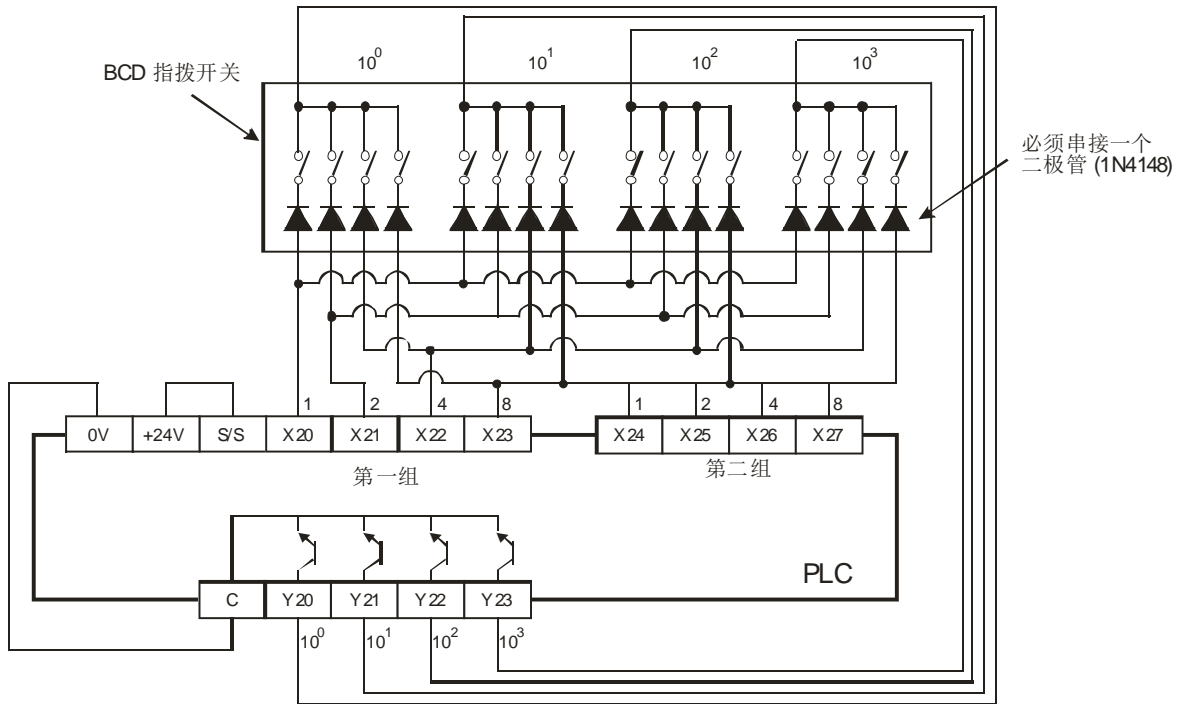 10⁰ 10¹ 10² 10³
BCD 指拨开关
必须串接一个
二极管 (1N4148)
1 2 4 8 1 2 4 8
0V +24V S/S X20 X21 X22 X23 X24 X25 X26 X27
第一组 第二组
PLC
C Y20 Y21 Y22 Y23
10⁰ 10¹ 10² 10³